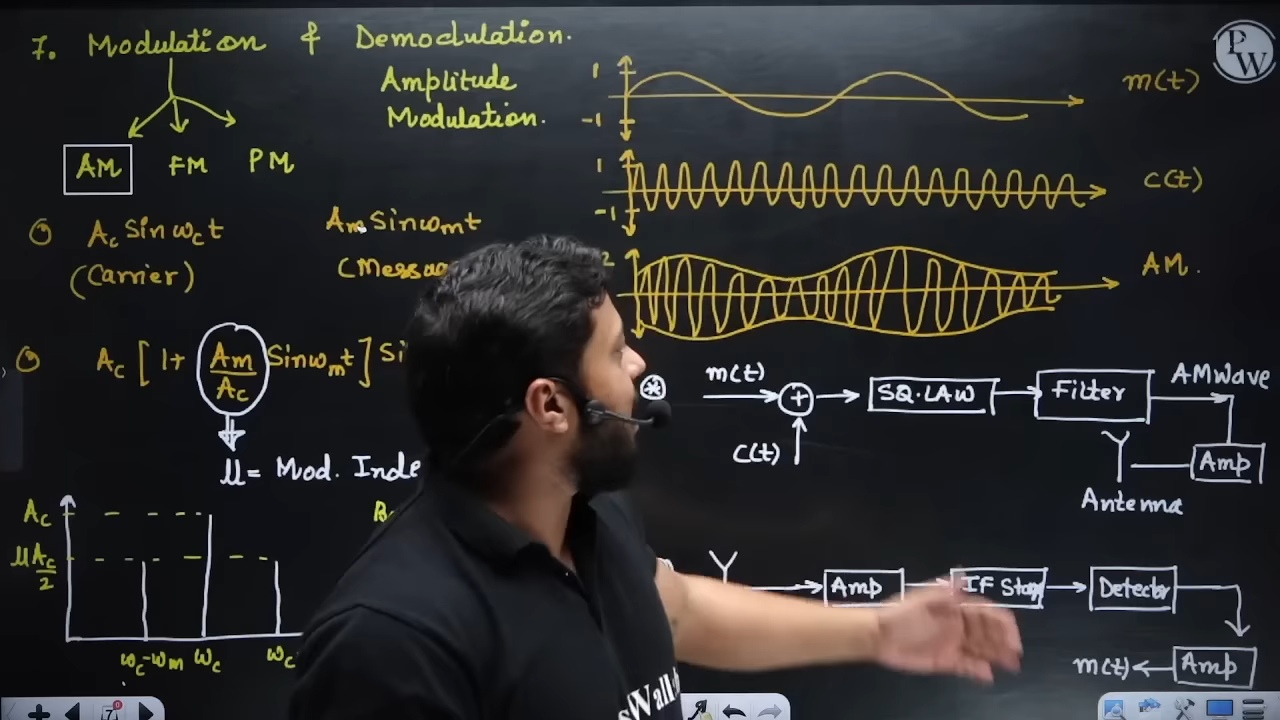 7. Modulation & Demodulation.
Amplitude
Modulation.
AM FM PM
Ac Sin ωct
(Carrier)
Am Sin ωmt
Ac [ 1+ Am/Ac Sin ωmt ]
μ = Mod.
Ac
μAc/2
ωc-ωm ωc ωc
1
-1
m(t)
1
-1
c(t)
2
AM.
m(t) + SQ.LAW Filter AMWave
c(t)
Amp
Antenna
Amp IF Detector
Amp
m(t)
PW